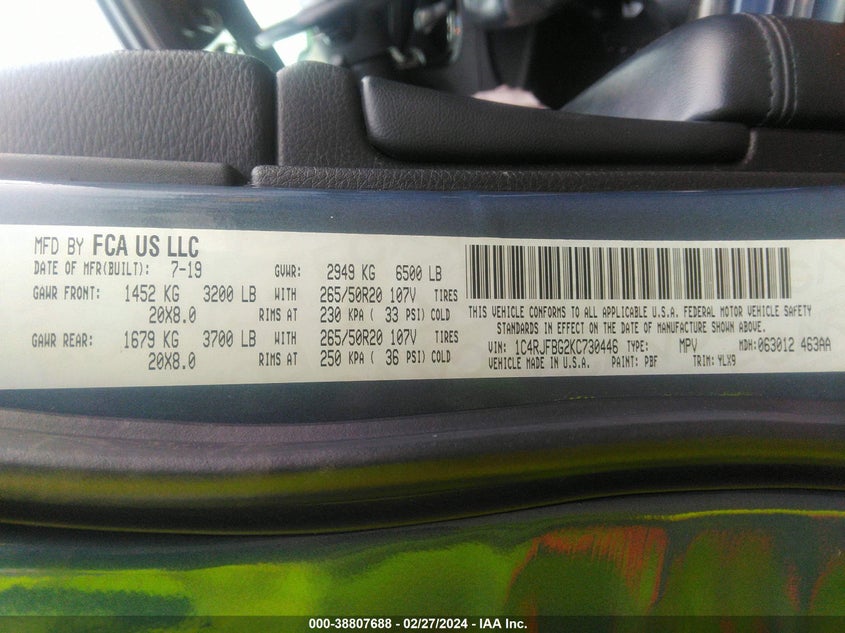 MFD BY FCA US LLC
DATE OF MFR(BUILT): 7-19 GVWR: 2949 KG 6500 LB
GAWR FRONT: 1452 KG 3200 LB WITH 265/50R20 107V TIRES
20X8.0 RIMS AT 230 KPA ( 33 PSI) COLD
GAWR REAR: 1679 KG 3700 LB WITH 265/50R20 107V TIRES
20X8.0 RIMS AT 250 KPA ( 36 PSI) COLD
THIS VEHICLE CONFORMS TO ALL APPLICABLE U.S.A. FEDERAL MOTOR VEHICLE SAFETY
STANDARDS IN EFFECT ON THE DATE OF MANUFACTURE SHOWN ABOVE.
VIN: 1C4RJFBG2KC730446 TYPE: MPV MDH: 063012 463AA
VEHICLE MADE IN U.S.A. PAINT: PBF TRIM: YLX9
000-38807688 - 02/27/2024 - IAA Inc.